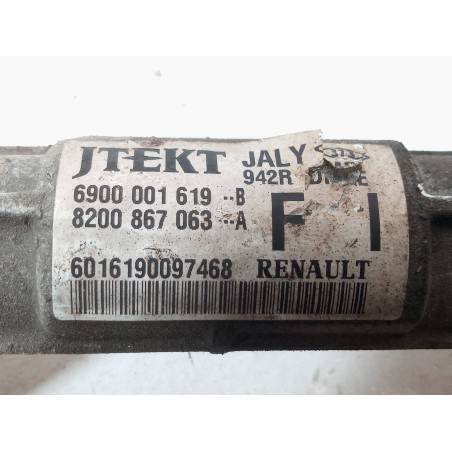 JTEKT JALY
942R
6900 001 619 --B
8200 867 063 --A
F I
6016190097468 RENAULT